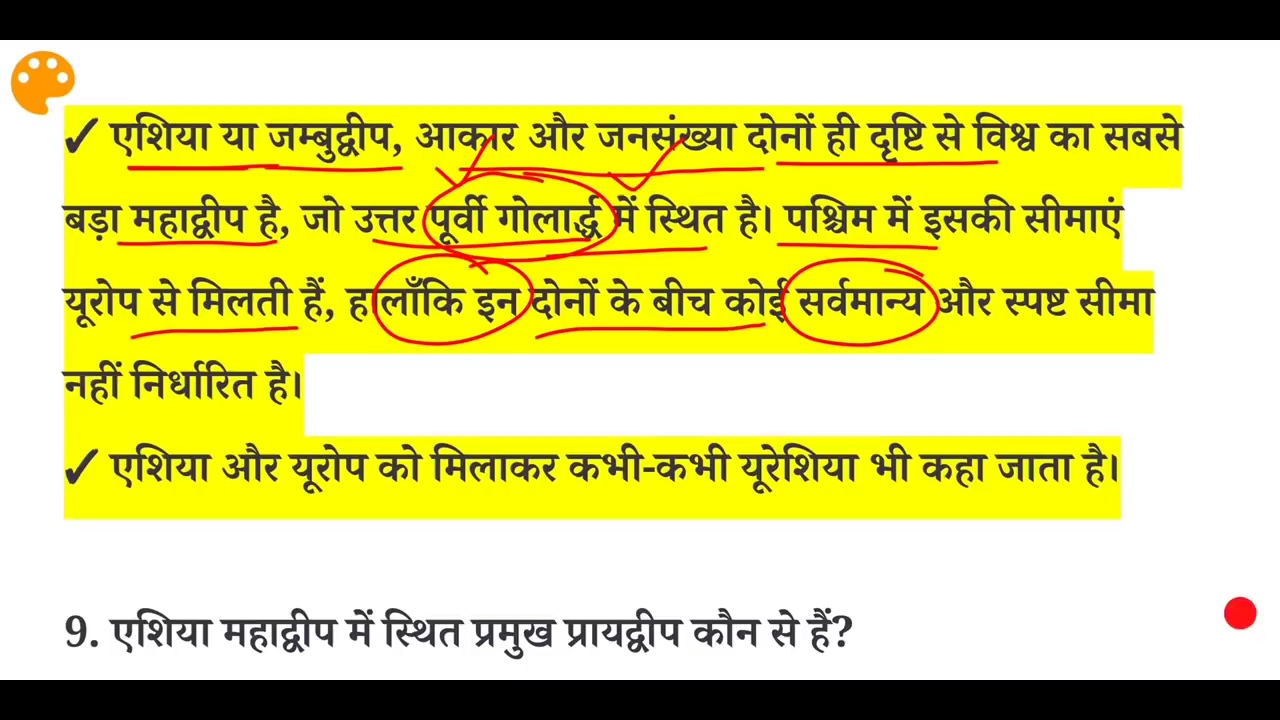 ✓ एशिया या जम्बुद्वीप, आकार और जनसंख्या दोनों ही दृष्टि से विश्व का सबसे
बड़ा महाद्वीप है, जो उत्तर पूर्वी गोलार्द्ध में स्थित है। पश्चिम में इसकी सीमाएं
यूरोप से मिलती हैं, हालाँकि इन दोनों के बीच कोई सर्वमान्य और स्पष्ट सीमा
नहीं निर्धारित है।
✓ एशिया और यूरोप को मिलाकर कभी-कभी यूरेशिया भी कहा जाता है।
9. एशिया महाद्वीप में स्थित प्रमुख प्रायद्वीप कौन से हैं?